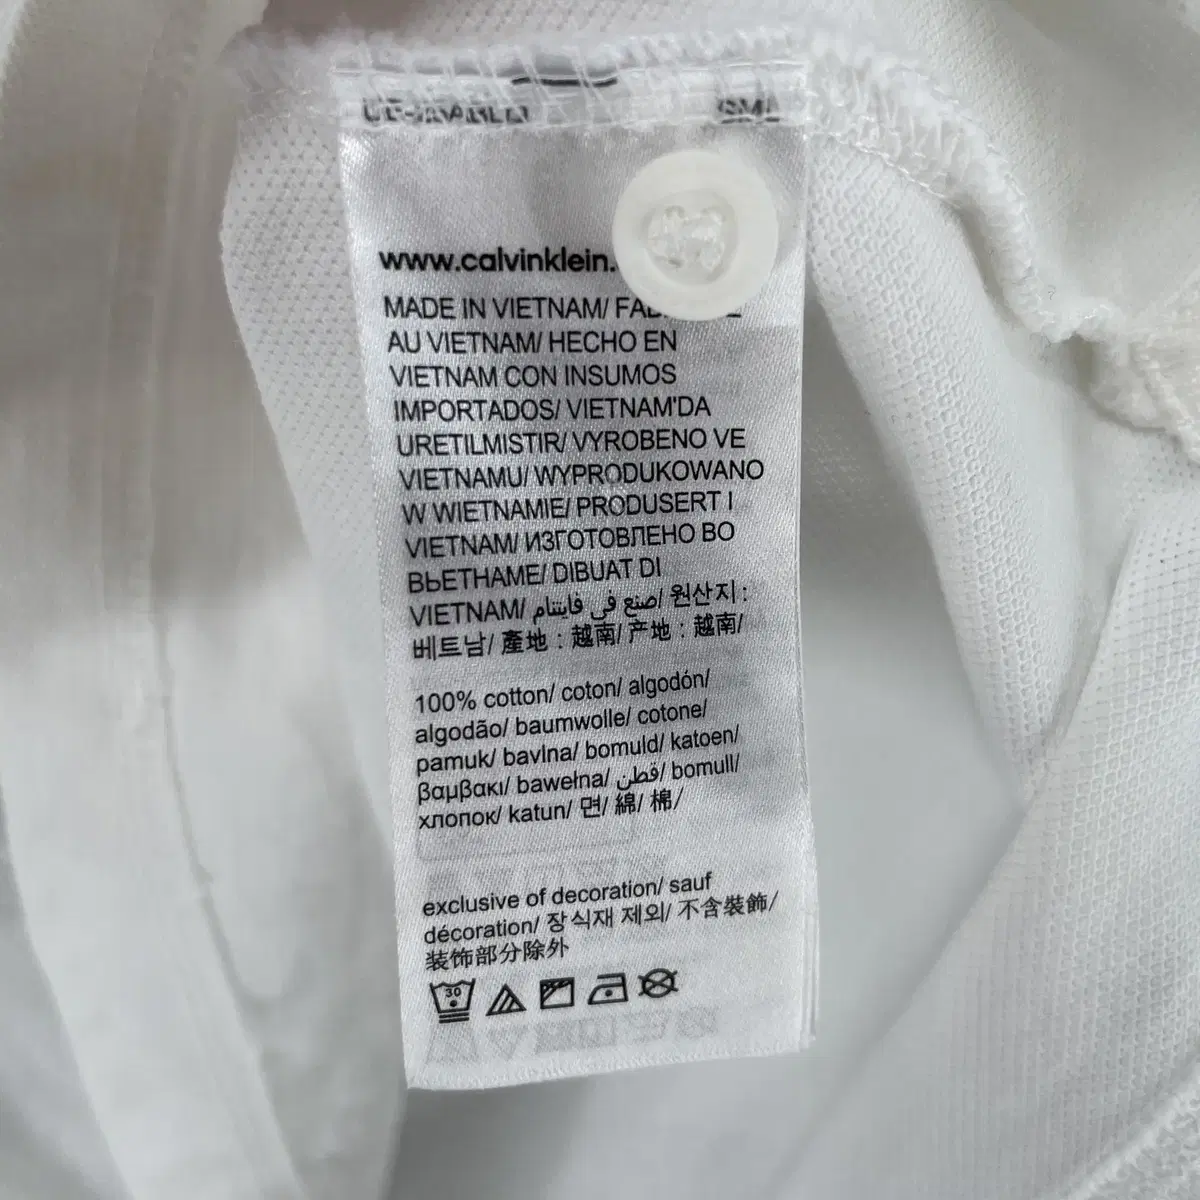 www.calvinklein.
MADE IN VIETNAM/
AU VIETNAM/ HECHO EN
VIETNAM CON INSUMOS
IMPORTADOS/ VIETNAM'DA
URETILMISTIR/ VYROBENO VE
VIETNAMU/ WYPRODUKOWANO
W WIETNAMIE/ PRODUSERT I
VIETNAM/ ИЗГОТОВЛЕНО ВО
ВЬЕТНАМЕ/ DIBUAT DI
VIETNAM/ صنع في فايتنام/ 원산지 :
베트남/ 產地 : 越南/ 产地 : 越南/
100% cotton/ coton/ algodón/
algodão/ baumwolle/ cotone/
pamuk/ bavlna/ bomuld/ katoen/
βαμβακι/ bawełna/ قطن/ bomull/
хлопок/ katun/ 면/ 綿/ 棉/
exclusive of decoration/ sauf
décoration/ 장식재 제외/ 不含裝飾/
装饰部分除外
30